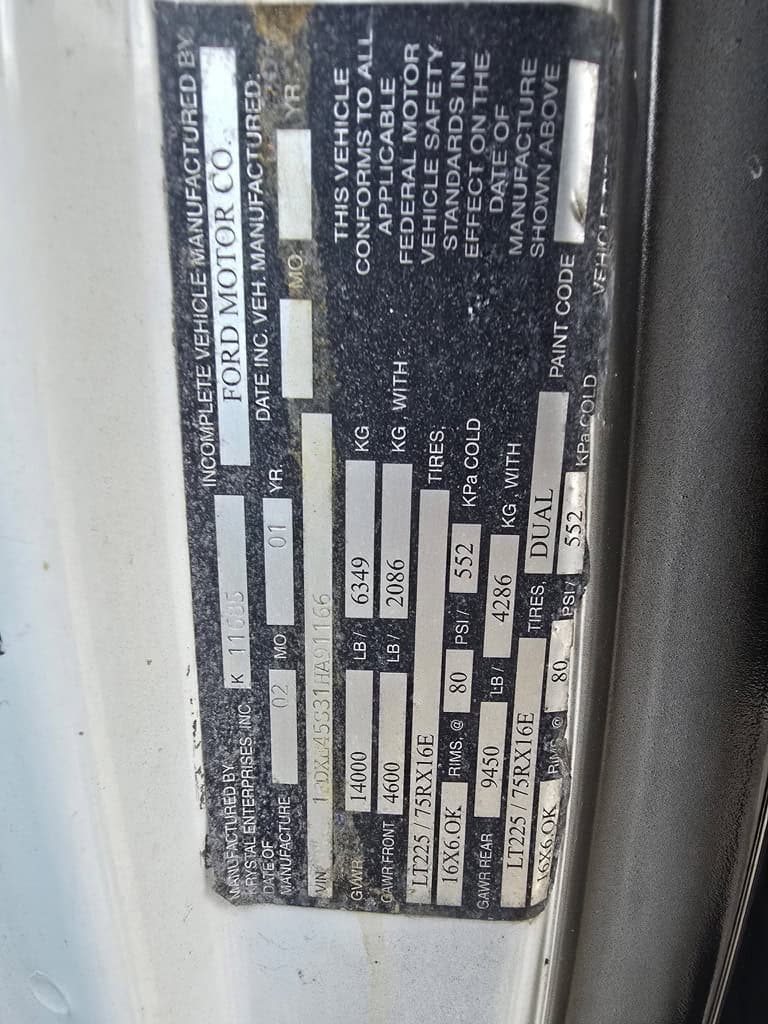 MANUFACTURED BY
KRYSTAL ENTERPRISES, INC. K
INCOMPLETE VEHICLE MANUFACTURED BY
FORD MOTOR CO.
DATE OF
MANUFACTURE 02 MO 01 YR.
DATE INC. VEH. MANUFACTURED:
MO. YR
VIN
GVWR 14000 LB / 6349 KG
GAWR FRONT 4600 LB / 2086 KG , WITH
LT225 / 75RX16E TIRES,
16X6.OK RIMS, @ 80 PSI / 552 KPa COLD
GAWR REAR 9450 LB / 4286 KG , WITH
LT225 / 75RX16E TIRES, DUAL
16X6.OK RIMS @ 80 PSI / 552 KPa COLD
THIS VEHICLE
CONFORMS TO ALL
APPLICABLE
FEDERAL MOTOR
VEHICLE SAFETY
STANDARDS IN
EFFECT ON THE
DATE OF
MANUFACTURE
SHOWN ABOVE
PAINT CODE